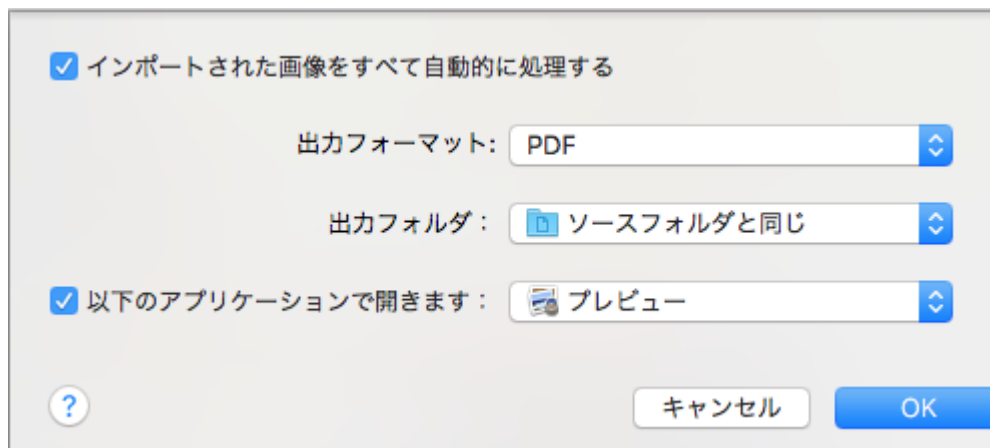 インポートされた画像をすべて自動的に処理する
出力フォーマット: PDF
出力フォルダ： ソースフォルダと同じ
以下のアプリケーションで開きます： プレビュー
? キャンセル OK